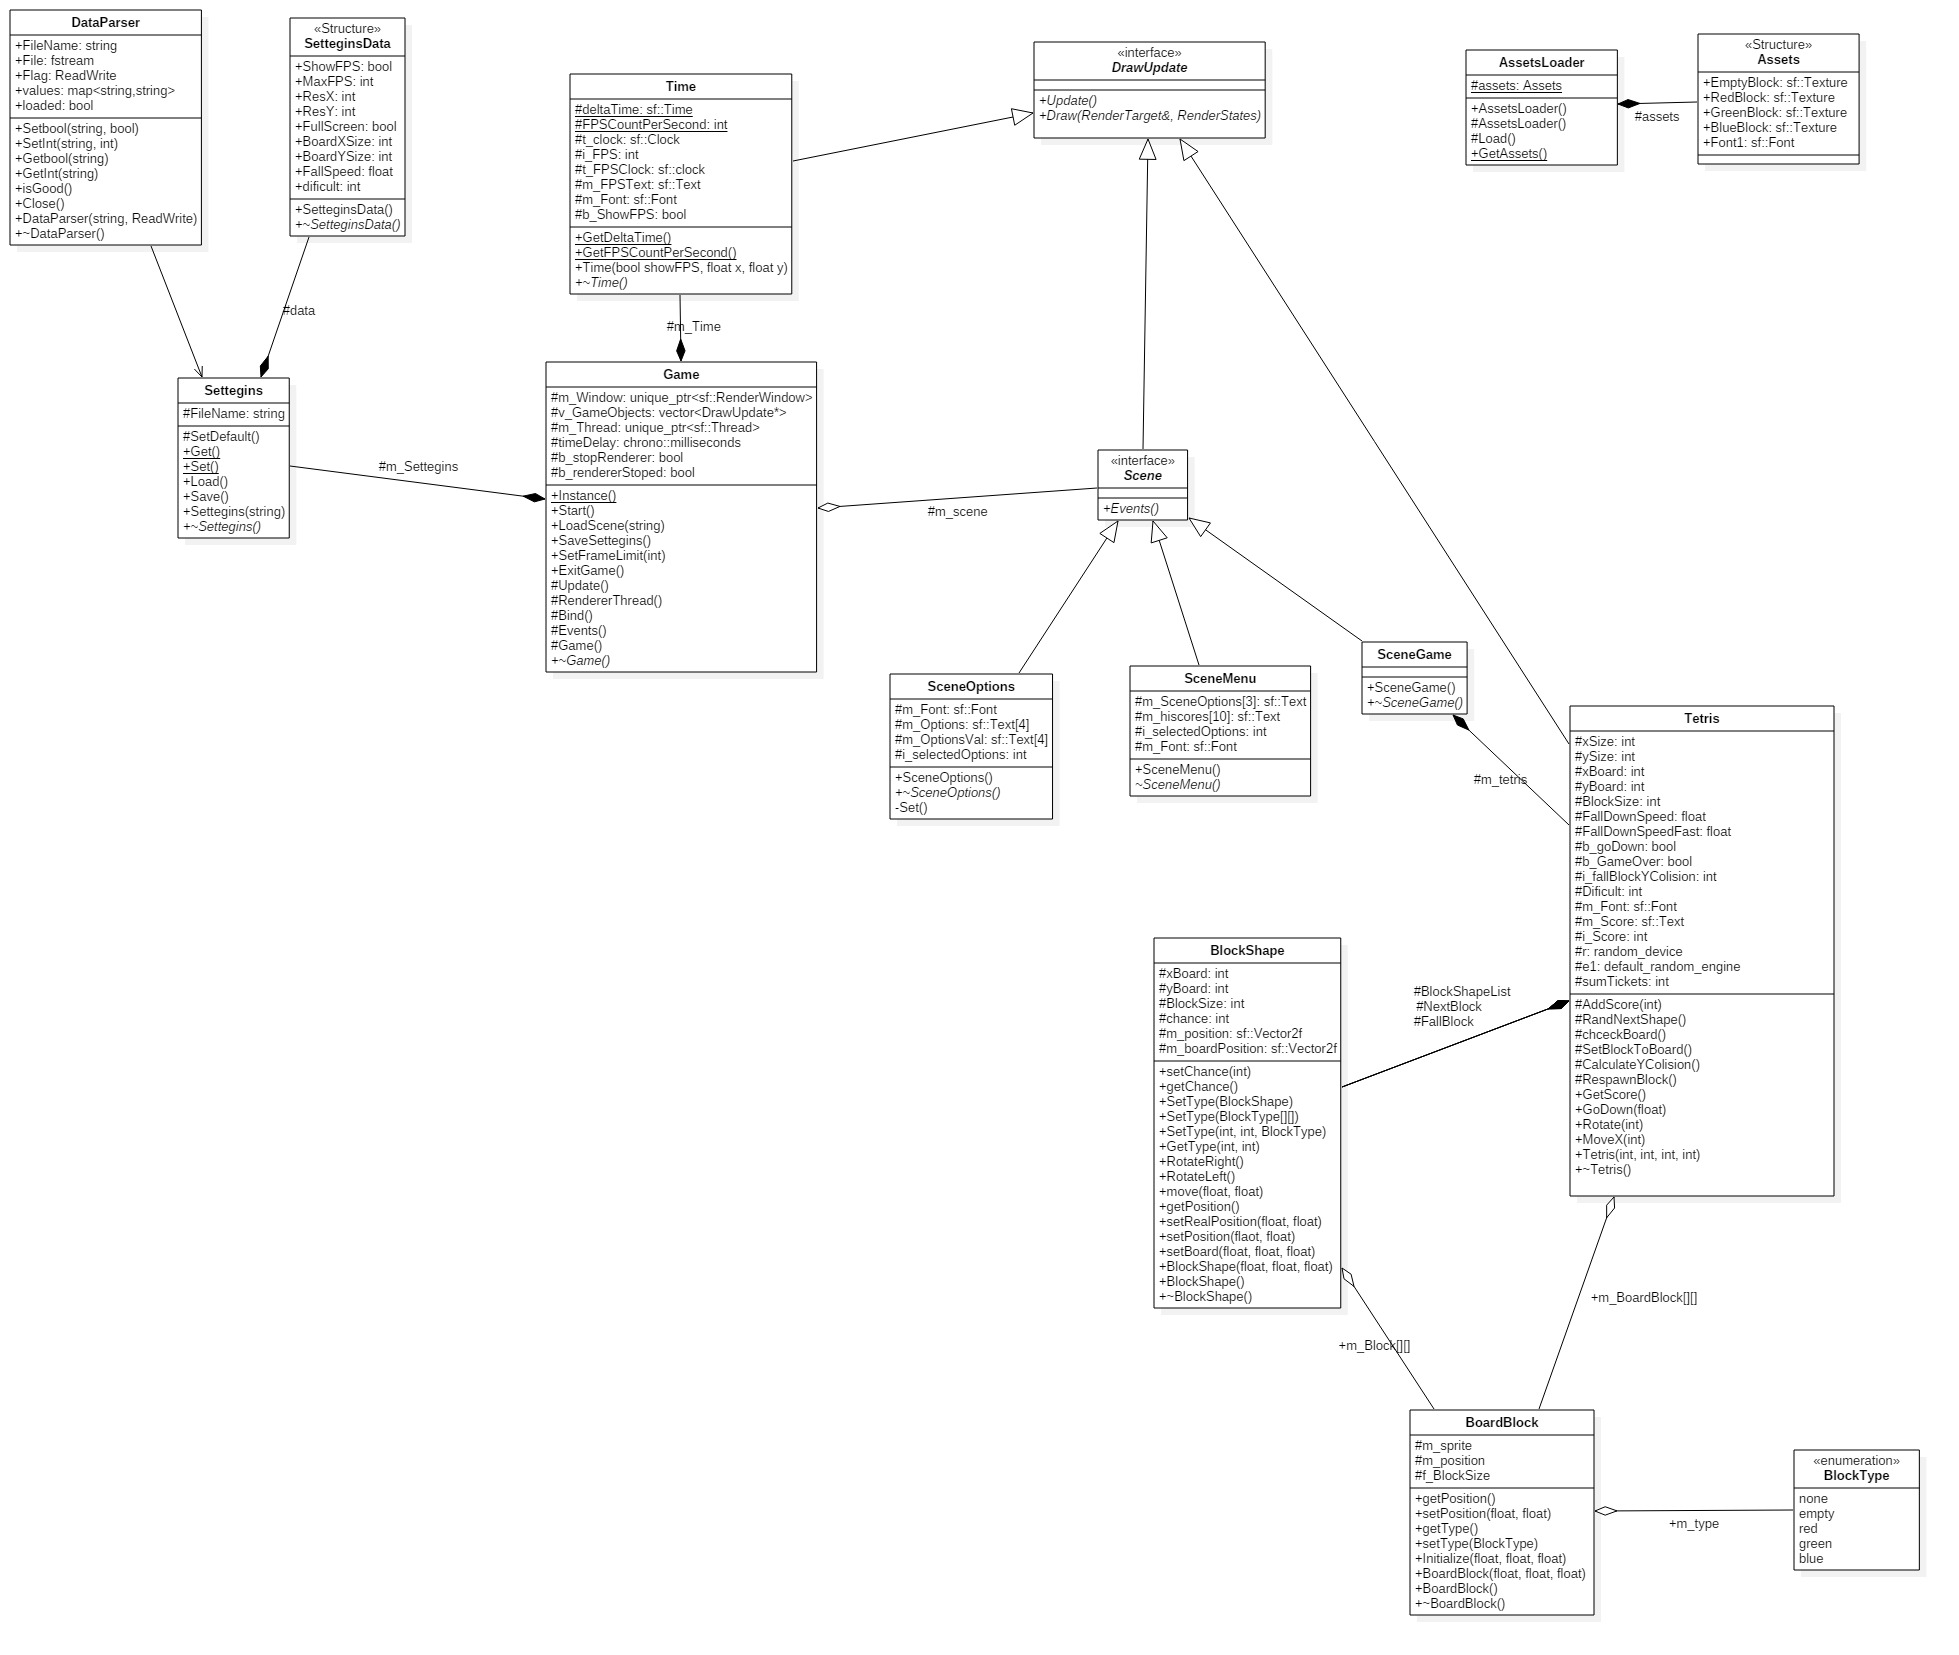 DataParser
+FileName: string
+File: fstream
+Flag: ReadWrite
+values: map<string,string>
+loaded: bool
+Setbool(string, bool)
+SetInt(string, int)
+Getbool(string)
+GetInt(string)
+isGood()
+Close()
+DataParser(string, ReadWrite)
+~DataParser()
«Structure»
SetteginsData
+ShowFPS: bool
+MaxFPS: int
+ResX: int
+ResY: int
+FullScreen: bool
+BoardXSize: int
+BoardYSize: int
+FallSpeed: float
+dificult: int
+SetteginsData()
+~SetteginsData()
#data
Settegins
#FileName: string
#SetDefault()
+Get()
+Set()
+Load()
+Save()
+Settegins(string)
+~Settegins()
#m_Settegins
Time
#deltaTime: sf::Time
#FPSCountPerSecond: int
#t_clock: sf::Clock
#i_FPS: int
#t_FPSClock: sf::clock
#m_FPSText: sf::Text
#m_Font: sf::Font
#b_ShowFPS: bool
+GetDeltaTime()
+GetFPSCountPerSecond()
+Time(bool showFPS, float x, float y)
+~Time()
#m_Time
Game
#m_Window: unique_ptr<sf::RenderWindow>
#v_GameObjects: vector<DrawUpdate*>
#m_Thread: unique_ptr<sf::Thread>
#timeDelay: chrono::milliseconds
#b_stopRenderer: bool
#b_rendererStoped: bool
+Instance()
+Start()
+LoadScene(string)
+SaveSettegins()
+SetFrameLimit(int)
+ExitGame()
#Update()
#RendererThread()
#Bind()
#Events()
#Game()
+~Game()
#m_scene
«interface»
DrawUpdate
+Update()
+Draw(RenderTarget&, RenderStates)
«interface»
Scene
+Events()
AssetsLoader
#assets: Assets
+AssetsLoader()
#AssetsLoader()
#Load()
+GetAssets()
#assets
«Structure»
Assets
+EmptyBlock: sf::Texture
+RedBlock: sf::Texture
+GreenBlock: sf::Texture
+BlueBlock: sf::Texture
+Font1: sf::Font
SceneOptions
#m_Font: sf::Font
#m_Options: sf::Text[4]
#m_OptionsVal: sf::Text[4]
#i_selectedOptions: int
+SceneOptions()
+~SceneOptions()
-Set()
SceneMenu
#m_SceneOptions[3]: sf::Text
#m_hiscores[10]: sf::Text
#i_selectedOptions: int
#m_Font: sf::Font
+SceneMenu()
~SceneMenu()
SceneGame
+SceneGame()
+~SceneGame()
#m_tetris
Tetris
#xSize: int
#ySize: int
#xBoard: int
#yBoard: int
#BlockSize: int
#FallDownSpeed: float
#FallDownSpeedFast: float
#b_goDown: bool
#b_GameOver: bool
#i_fallBlockYColision: int
#Dificult: int
#m_Font: sf::Font
#m_Score: sf::Text
#i_Score: int
#r: random_device
#e1: default_random_engine
#sumTickets: int
#AddScore(int)
#RandNextShape()
#chceckBoard()
#SetBlockToBoard()
#CalculateYColision()
#RespawnBlock()
+GetScore()
+GoDown(float)
+Rotate(int)
+MoveX(int)
+Tetris(int, int, int, int)
+~Tetris()
#BlockShapeList
#NextBlock
#FallBlock
BlockShape
#xBoard: int
#yBoard: int
#BlockSize: int
#chance: int
#m_position: sf::Vector2f
#m_boardPosition: sf::Vector2f
+setChance(int)
+getChance()
+SetType(BlockShape)
+SetType(BlockType[][])
+SetType(int, int, BlockType)
+GetType(int, int)
+RotateRight()
+RotateLeft()
+move(float, float)
+getPosition()
+setRealPosition(float, float)
+setPosition(flaot, float)
+setBoard(float, float, float)
+BlockShape(float, float, float)
+BlockShape()
+~BlockShape()
+m_BoardBlock[][]
+m_Block[][]
BoardBlock
#m_sprite
#m_position
#f_BlockSize
+getPosition()
+setPosition(float, float)
+getType()
+setType(BlockType)
+Initialize(float, float, float)
+BoardBlock(float, float, float)
+BoardBlock()
+~BoardBlock()
+m_type
«enumeration»
BlockType
none
empty
red
green
blue